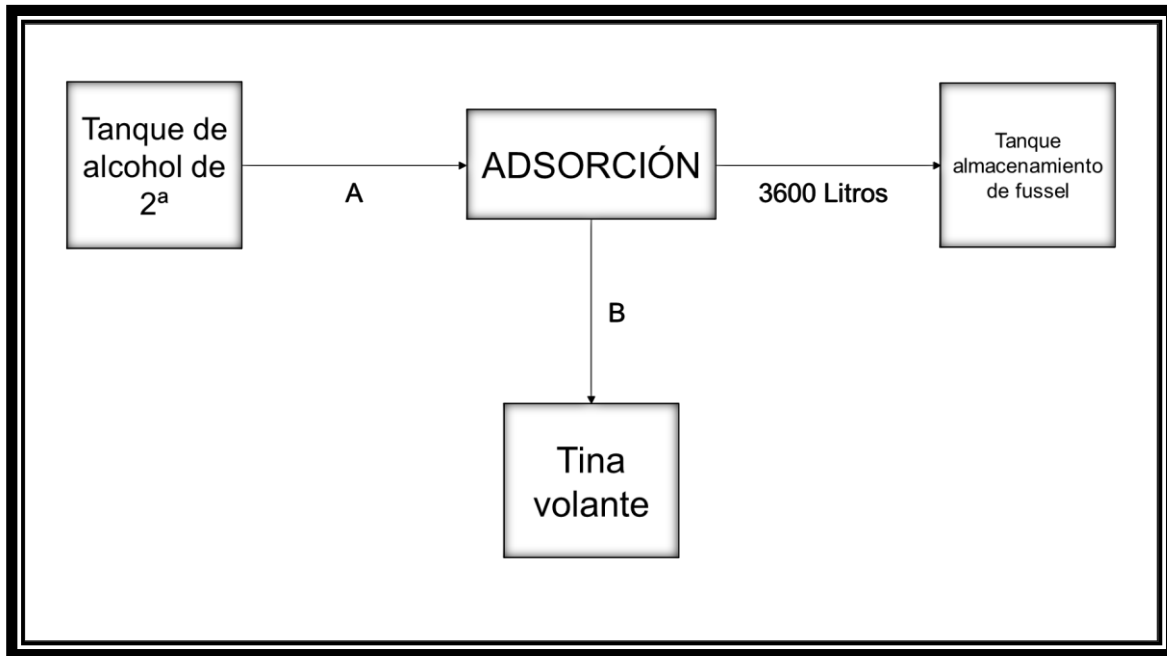 Tanque de
alcohol de
2ª
A
ADSORCIÓN
3600 Litros
Tanque
almacenamiento
de fussel
B
Tina
volante